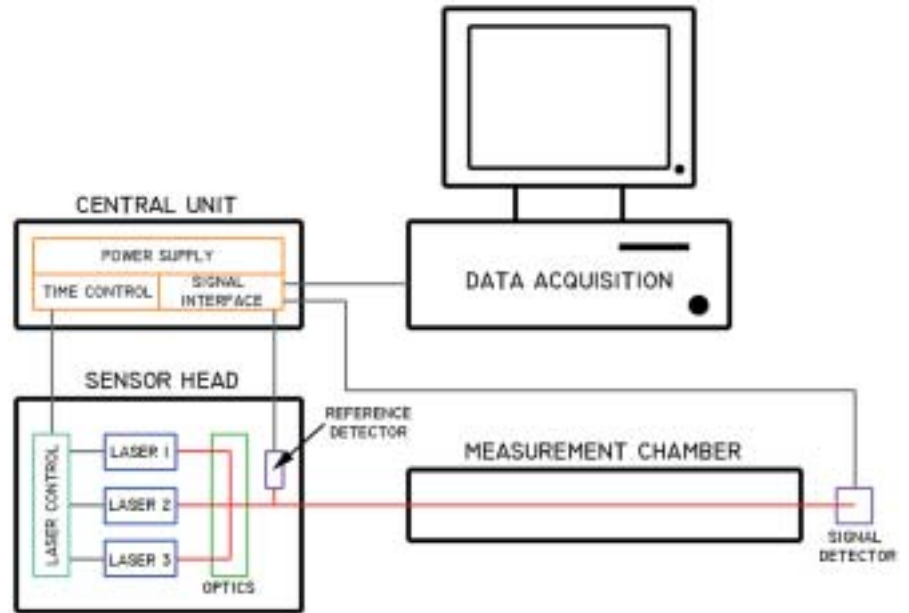 CENTRAL UNIT
POWER SUPPLY
TIME CONTROL
SIGNAL
INTERFACE
DATA ACQUISITION
SENSOR HEAD
REFERENCE
DETECTOR
LASER CONTROL
LASER 1
LASER 2
LASER 3
OPTICS
MEASUREMENT CHAMBER
SIGNAL
DETECTOR